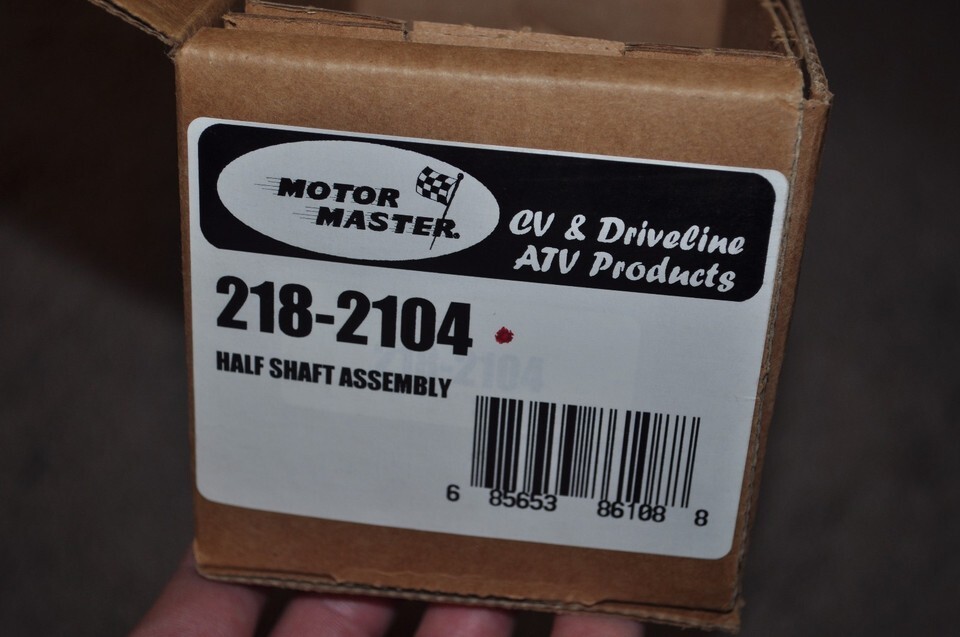 MOTOR
MASTER.
CV & Driveline
ATV Products
218-2104
HALF SHAFT ASSEMBLY
6 85653 86108 8